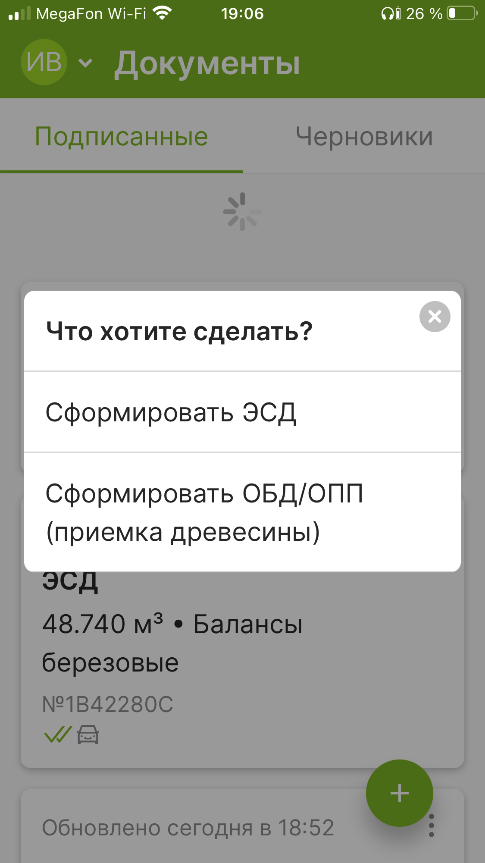 MegaFon Wi-Fi 19:06 26 %
ИВ Документы
Подписанные Черновики
Что хотите сделать?
Сформировать ЭСД
Сформировать ОБД/ОПП
(приемка древесины)
ЭСД
48.740 м³ • Балансы
березовые
№1B42280C
Обновлено сегодня в 18:52